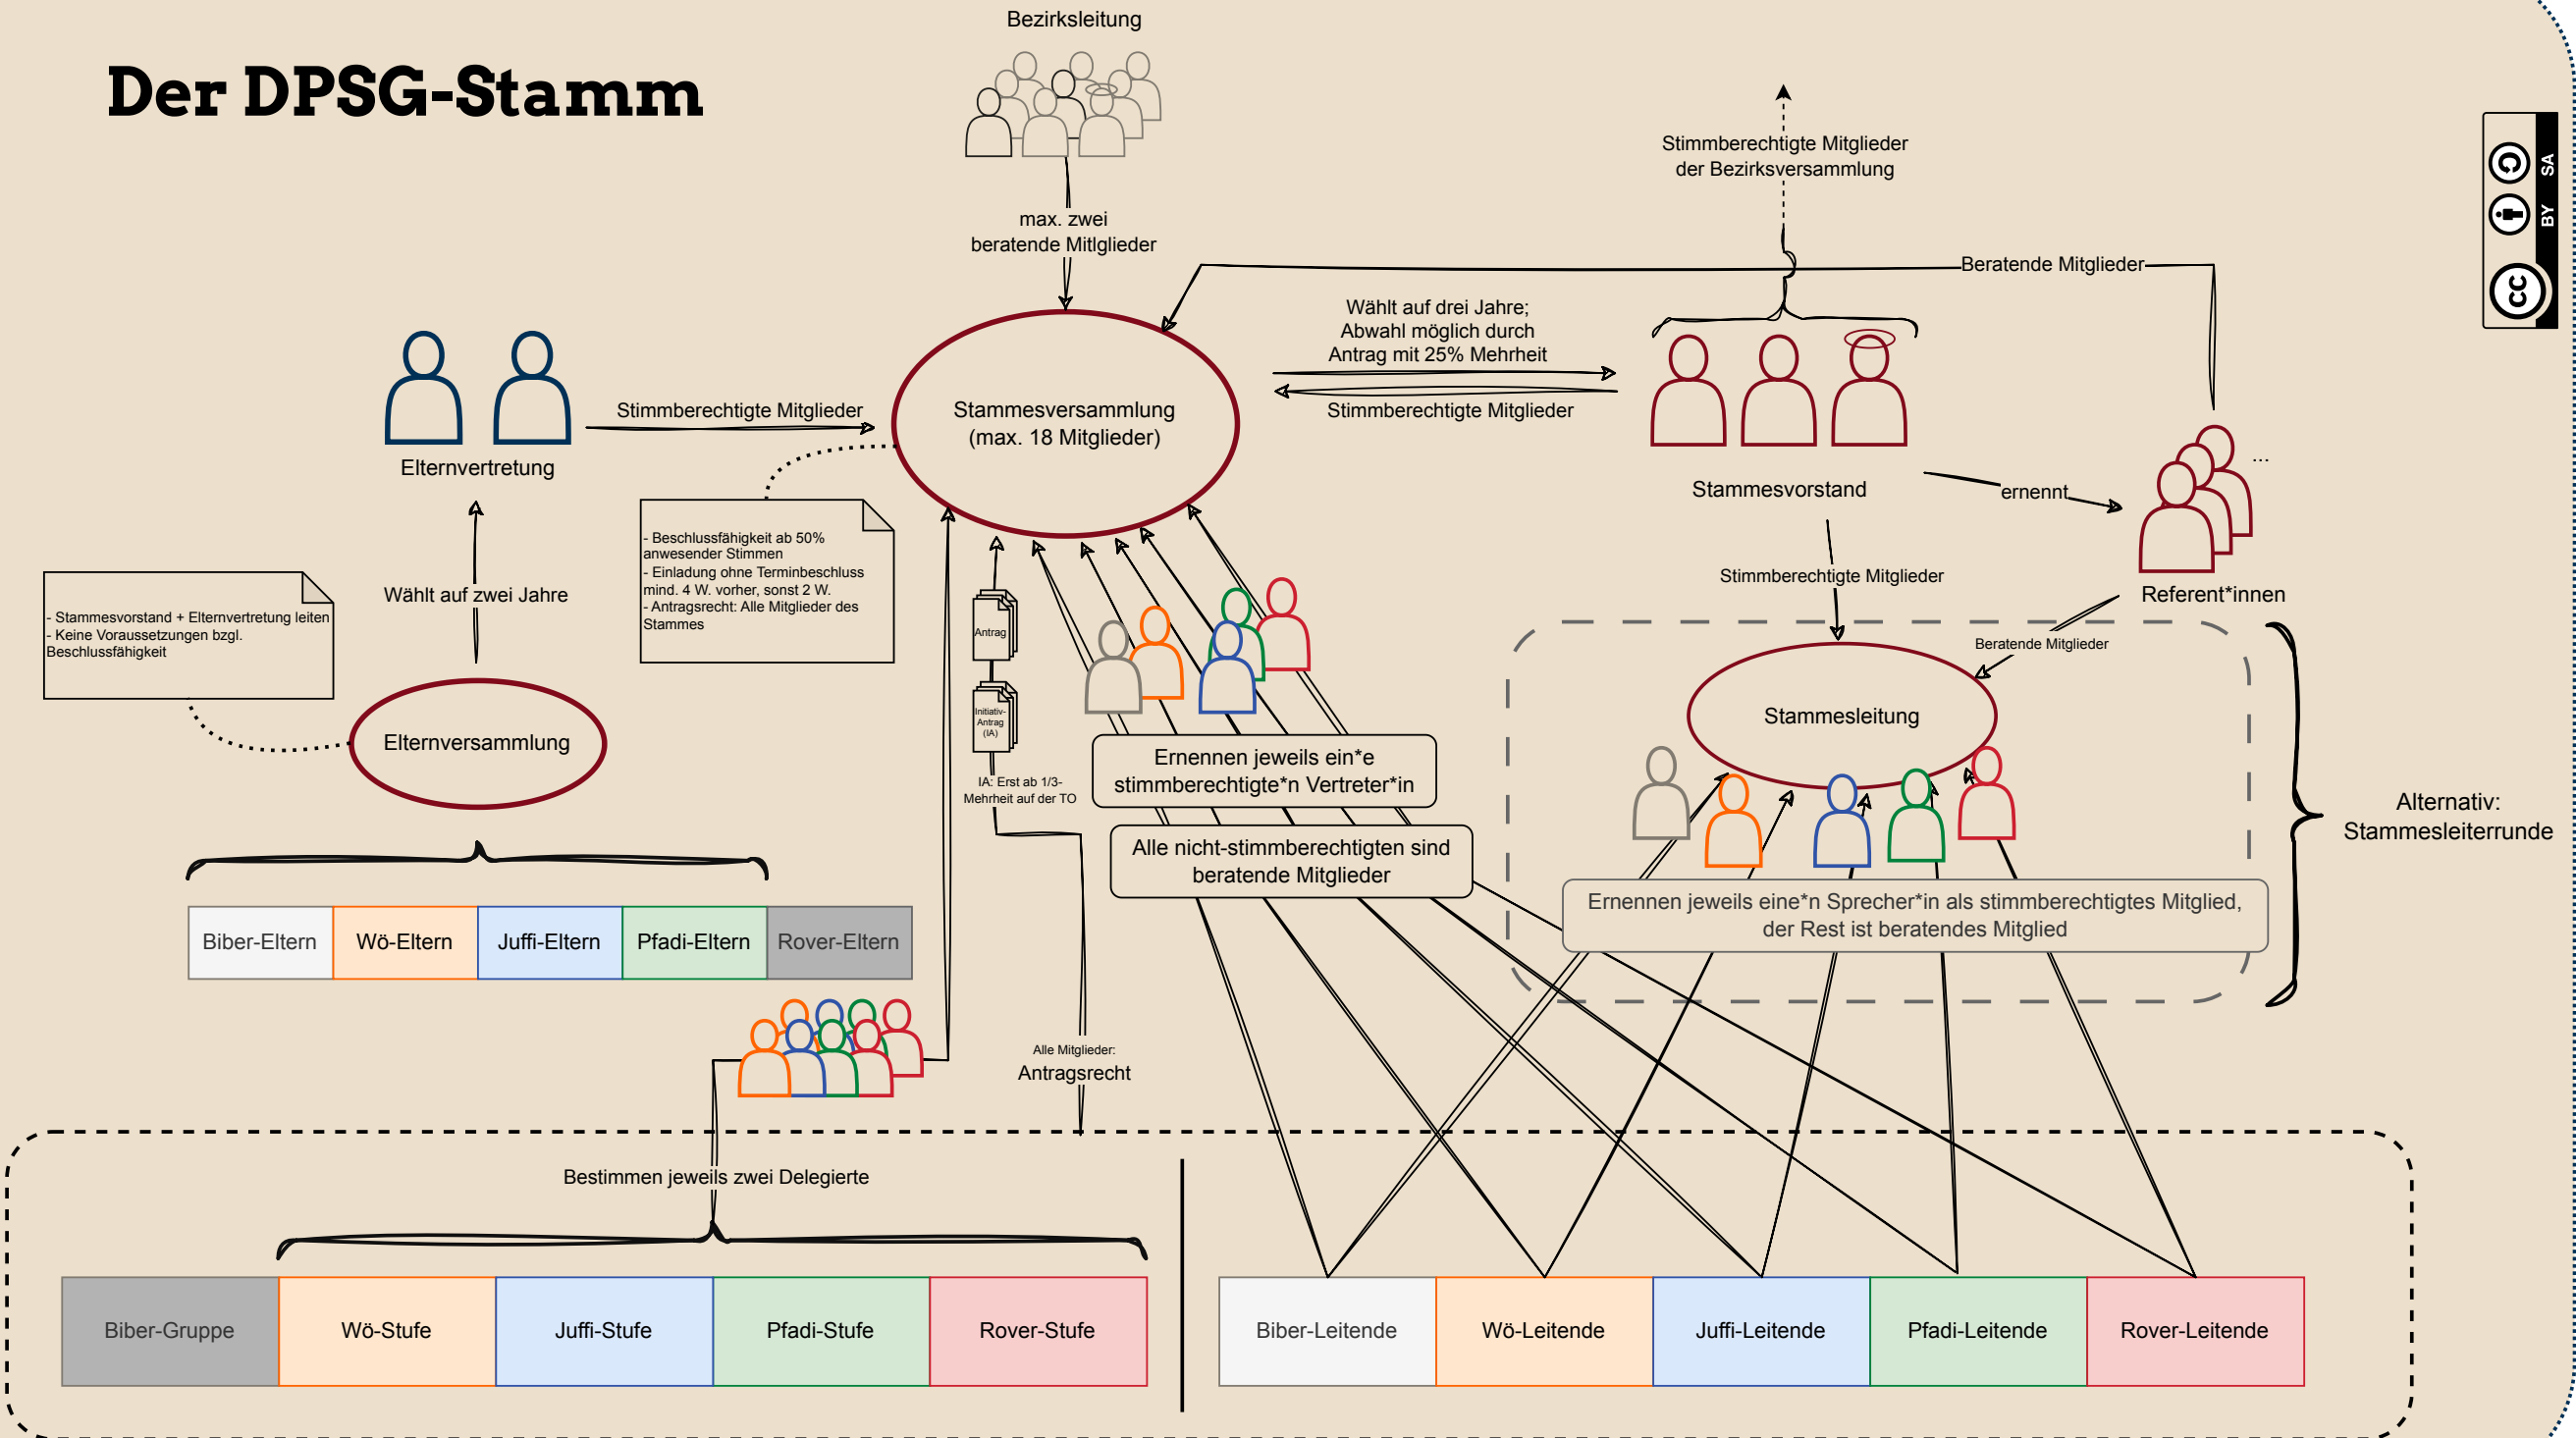 Der DPSG-Stamm
Bezirksleitung
max. zwei
beratende Mitlglieder
Stimmberechtigte Mitglieder
der Bezirksversammlung
Beratende Mitglieder
Wählt auf drei Jahre;
Abwahl möglich durch
Antrag mit 25% Mehrheit
Stimmberechtigte Mitglieder
Stammesvorstand
ernennt
...
Referent*innen
Stimmberechtigte Mitglieder
Elternvertretung
Stammesversammlung
(max. 18 Mitglieder)
- Beschlussfähigkeit ab 50%
anwesender Stimmen
- Einladung ohne Terminbeschluss
mind. 4 W. vorher, sonst 2 W.
- Antragsrecht: Alle Mitglieder des
Stammes
Wählt auf zwei Jahre
- Stammesvorstand + Elternvertretung leiten
- Keine Voraussetzungen bzgl.
Beschlussfähigkeit
Elternversammlung
Antrag
Initiativ-
Antrag
(IA)
IA: Erst ab 1/3-
Mehrheit auf der TO
Ernennen jeweils ein*e
stimmberechtigte*n Vertreter*in
Alle nicht-stimmberechtigten sind
beratende Mitglieder
Stimmberechtigte Mitglieder
Beratende Mitglieder
Stammesleitung
Ernennen jeweils eine*n Sprecher*in als stimmberechtigtes Mitglied,
der Rest ist beratendes Mitglied
Alternativ:
Stammesleiterrunde
Biber-Eltern
Wö-Eltern
Juffi-Eltern
Pfadi-Eltern
Rover-Eltern
Alle Mitglieder:
Antragsrecht
Bestimmen jeweils zwei Delegierte
Biber-Gruppe
Wö-Stufe
Juffi-Stufe
Pfadi-Stufe
Rover-Stufe
Biber-Leitende
Wö-Leitende
Juffi-Leitende
Pfadi-Leitende
Rover-Leitende
cc
BY SA